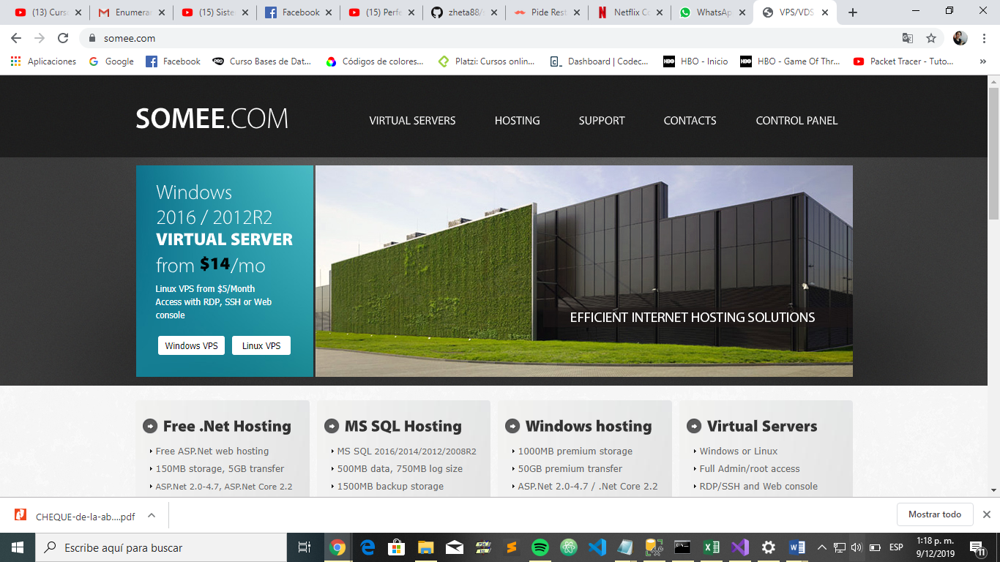 (13) Curso
Enumerar
(15) Siste
Facebook
(15) Perfe
zheta88/
Pide Rest
Netflix Co
WhatsAp
VPS/VDS
somee.com
Aplicaciones
Google
Facebook
Curso Bases de Dat...
Códigos de colores...
Platzi: Cursos onlin...
Dashboard | Codec...
HBO - Inicio
HBO - Game Of Thr...
Packet Tracer - Tuto...
»
SOMEE.COM
VIRTUAL SERVERS
HOSTING
SUPPORT
CONTACTS
CONTROL PANEL
Windows
2016 / 2012R2
VIRTUAL SERVER
from $14/mo
Linux VPS from $5/Month
Access with RDP, SSH or Web
console
Windows VPS
Linux VPS
EFFICIENT INTERNET HOSTING SOLUTIONS
Free .Net Hosting
Free ASP.Net web hosting
150MB storage, 5GB transfer
ASP.Net 2.0-4.7, ASP.Net Core 2.2
MS SQL Hosting
MS SQL 2016/2014/2012/2008R2
500MB data, 750MB log size
1500MB backup storage
Windows hosting
1000MB premium storage
50GB premium transfer
ASP.Net 2.0-4.7 / .Net Core 2.2
Virtual Servers
Windows or Linux
Full Admin/root access
RDP/SSH and Web console
CHEQUE-de-la-ab....pdf
Mostrar todo
Escribe aquí para buscar
ESP
1:18 p. m.
9/12/2019
11